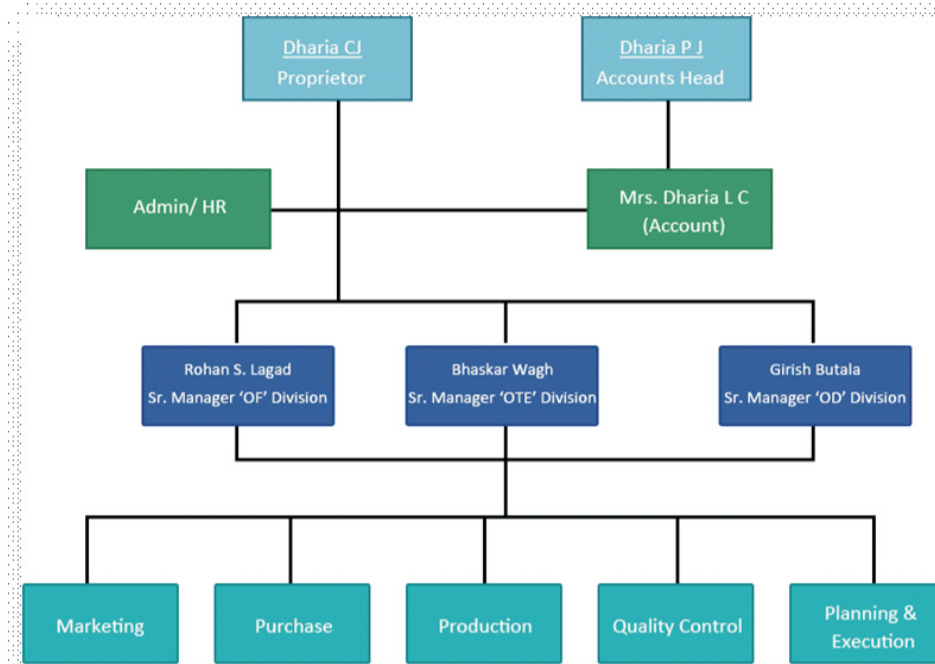 Dharia CJ
Proprietor
Dharia P J
Accounts Head
Admin/ HR
Mrs. Dharia L C
(Account)
Rohan S. Lagad
Sr. Manager ‘OF’ Division
Bhaskar Wagh
Sr. Manager ‘OTE’ Division
Girish Butala
Sr. Manager ‘OD’ Division
Marketing
Purchase
Production
Quality Control
Planning &
Execution